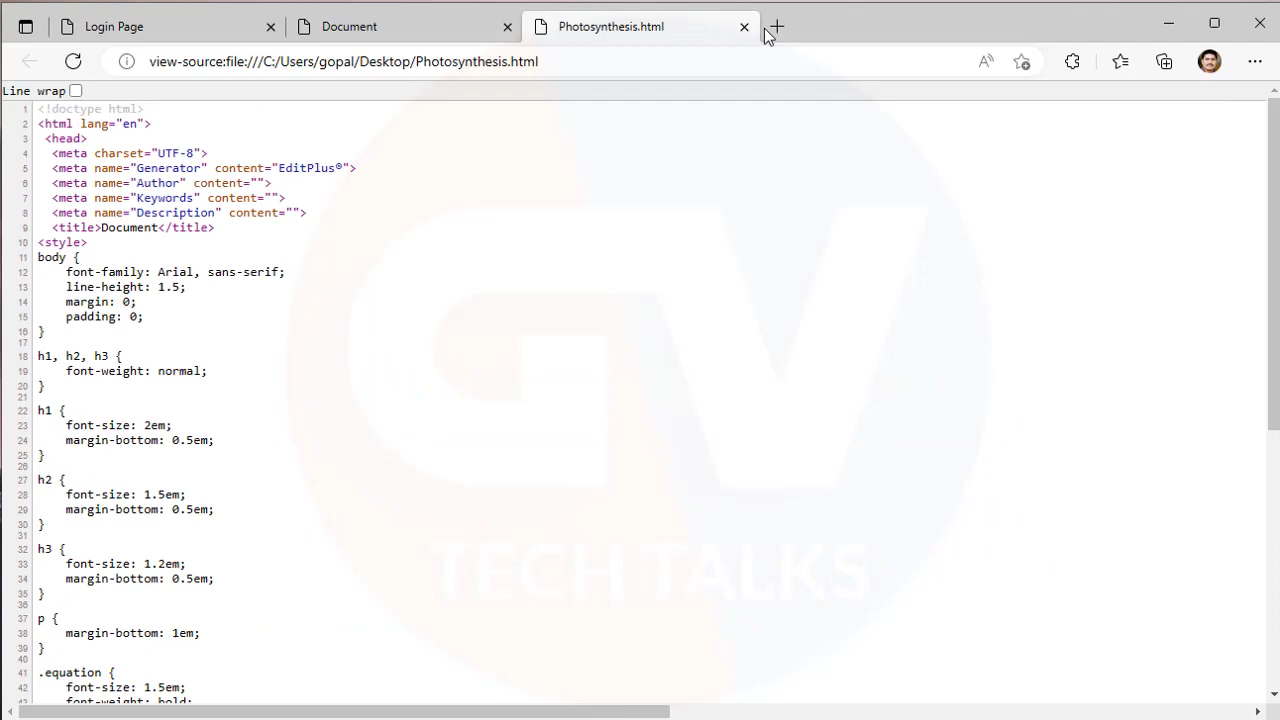 Login Page
Document
Photosynthesis.html
view-source:file:///C:/Users/gopal/Desktop/Photosynthesis.html
Line wrap
1 <!doctype html>
2 <html lang="en">
3 <head>
4 <meta charset="UTF-8">
5 <meta name="Generator" content="EditPlus®">
6 <meta name="Author" content="">
7 <meta name="Keywords" content="">
8 <meta name="Description" content="">
9 <title>Document</title>
10 <style>
11 body {
12 font-family: Arial, sans-serif;
13 line-height: 1.5;
14 margin: 0;
15 padding: 0;
16 }
17
18 h1, h2, h3 {
19 font-weight: normal;
20 }
21
22 h1 {
23 font-size: 2em;
24 margin-bottom: 0.5em;
25 }
26
27 h2 {
28 font-size: 1.5em;
29 margin-bottom: 0.5em;
30 }
31
32 h3 {
33 font-size: 1.2em;
34 margin-bottom: 0.5em;
35 }
36
37 p {
38 margin-bottom: 1em;
39 }
40
41 .equation {
42 font-size: 1.5em;
43 font-weight: bold;
GV
TECH TALKS